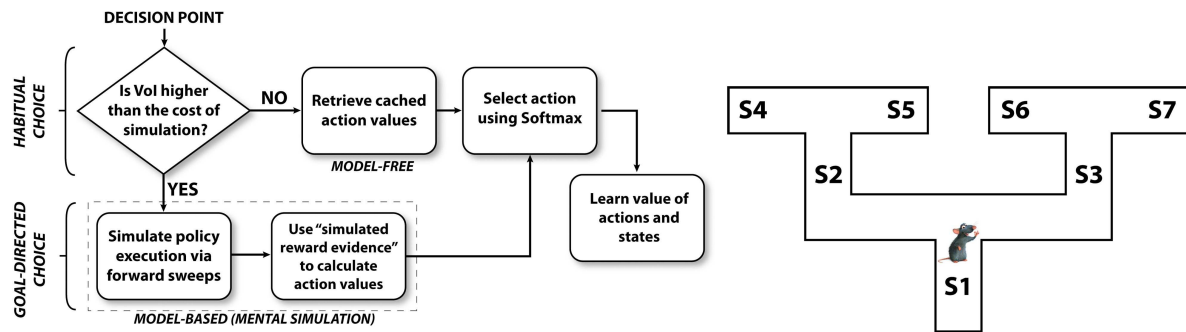 DECISION POINT
HABITUAL
CHOICE
Is VoI higher
than the cost of
simulation?
NO
Retrieve cached
action values
MODEL-FREE
Select action
using Softmax
Learn value of
actions and
states
YES
GOAL-DIRECTED
CHOICE
Simulate policy
execution via
forward sweeps
Use “simulated
reward evidence”
to calculate
action values
MODEL-BASED (MENTAL SIMULATION)
S4
S5
S6
S7
S2
S3
S1